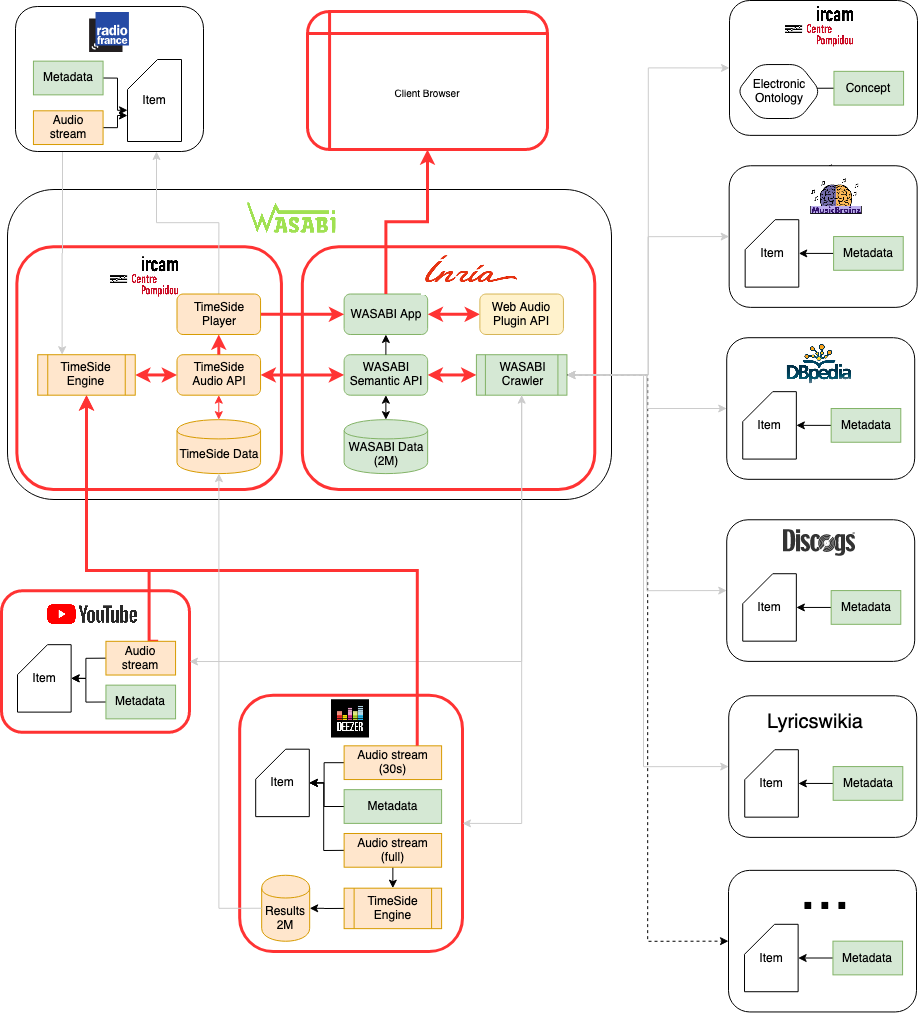 radio
france
Metadata
Audio
stream
Item
Client Browser
ircam
Centre
Pompidou
Electronic
Ontology
Concept
WASABI
ircam
Centre
Pompidou
Inria
TimeSide
Player
WASABI App
Web Audio
Plugin API
TimeSide
Engine
TimeSide
Audio API
WASABI
Semantic API
WASABI
Crawler
TimeSide Data
WASABI Data
(2M)
MusicBrainz
Item
Metadata
DBpedia
Item
Metadata
Discogs
Item
Metadata
YouTube
Audio
stream
Item
Metadata
DEEZER
Audio stream
(30s)
Item
Metadata
Audio stream
(full)
TimeSide
Engine
Results
2M
Lyricswikia
Item
Metadata
...
Item
Metadata